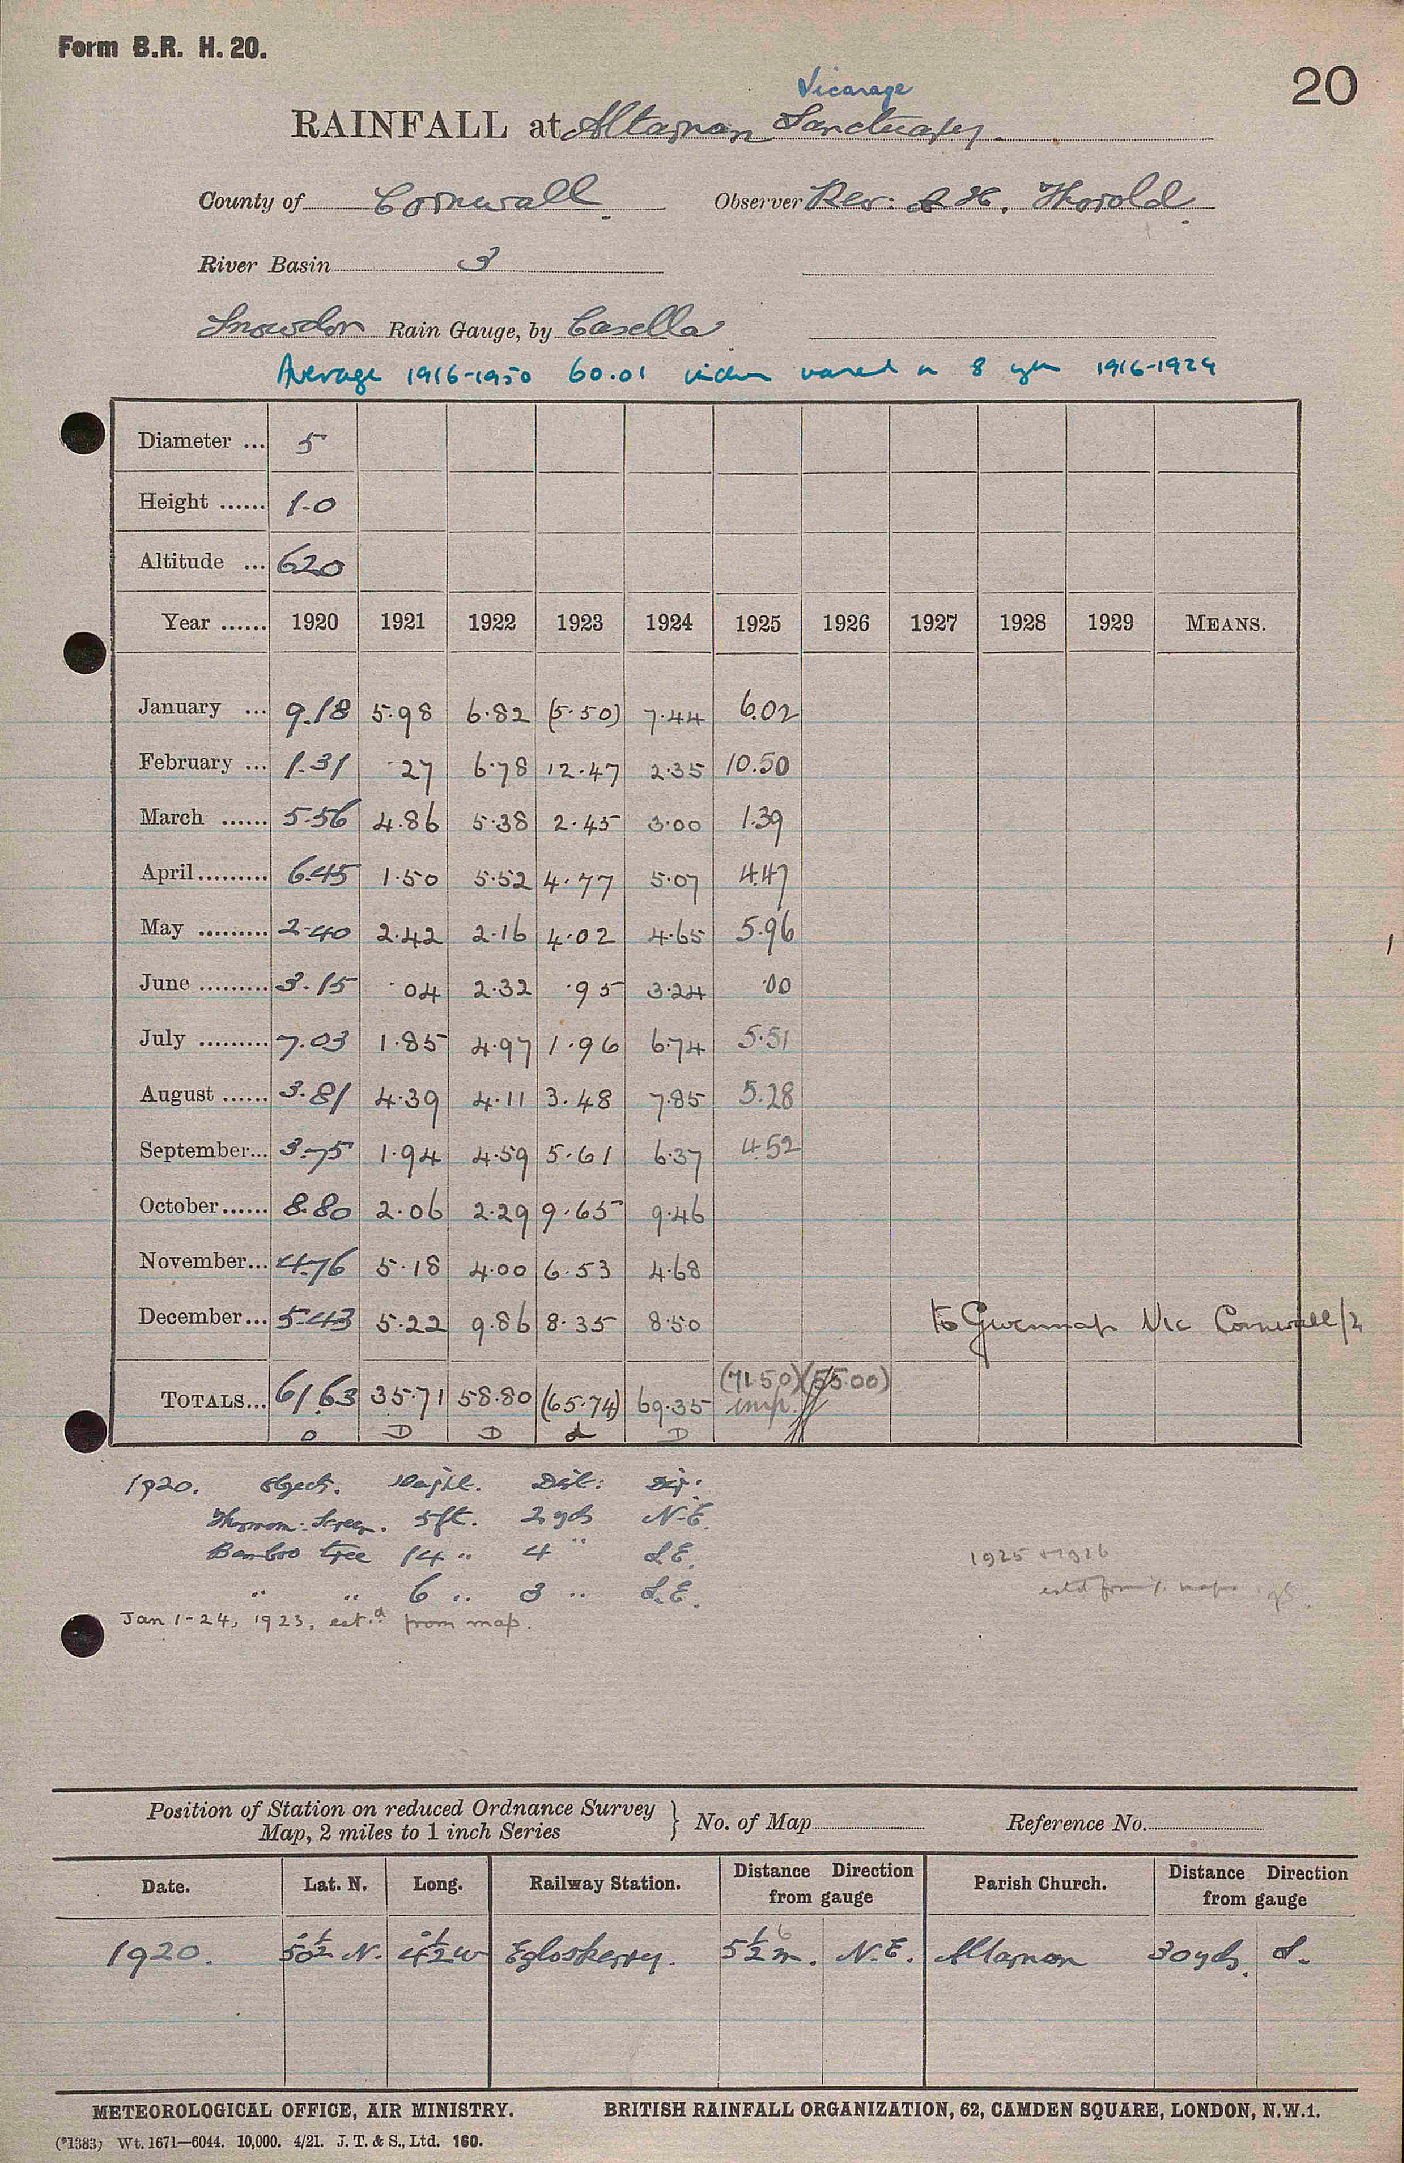 Form B.R. H. 20.
20
Vicarage
RAINFALL at Altarnon Sanctuary.
County of Cornwall. Observer Rev. A H. Thorold.
River Basin 3
Snowdon Rain Gauge, by Casella
Average 1916-1950 60.01 inches based on 8 yrs 1916-1924
Diameter ... 5
Height ...... 1.0
Altitude ... 620
Year ...... 1920 1921 1922 1923 1924 1925 1926 1927 1928 1929 MEANS.
January ... 9.18 5.98 6.82 (5.50) 7.44 6.02
February ... 1.31 .27 6.78 12.47 2.35 10.50
March ...... 5.56 4.86 5.38 2.45 3.00 1.39
April ......... 6.45 1.50 5.52 4.77 5.07 4.47
May ......... 2.40 2.42 2.16 4.02 4.65 5.96
June ......... 3.15 .04 2.32 .95 3.24 .00
July ......... 7.03 1.85 4.97 1.96 6.74 5.51
August ...... 3.81 4.39 4.11 3.48 7.85 5.28
September... 3.75 1.94 4.59 5.61 6.37 4.52
October...... 8.80 2.06 2.29 9.65 9.46
November... 4.76 5.18 4.00 6.53 4.68
December... 5.43 5.22 9.86 8.35 8.50 to Gwennap Vic Cornwall/2
TOTALS... 61.63 35.71 58.80 (65.74) 69.35 (71.50) (55.00)
imp.
D D D d D
1920. Object. Height. Dist: Dir:
Thermom: Screen. 5ft. 2 yds N.E.
Bamboo tree 14 " 4 " S.E.
" " 6 " 3 " S.E.
1925 + 1926
estd from % maps
Jan 1-24, 1923, est.d from map.
Position of Station on reduced Ordnance Survey
Map, 2 miles to 1 inch Series } No. of Map Reference No.
Date. Lat. N. Long. Railway Station. Distance Direction from gauge Parish Church. Distance Direction from gauge
6
1920. 50½ N. 4½ W Egloskerry. 5½ m. N.E. Altarnon 30 yds. S.
METEOROLOGICAL OFFICE, AIR MINISTRY. BRITISH RAINFALL ORGANIZATION, 62, CAMDEN SQUARE, LONDON, N.W.1.
(*1383) Wt. 1671—6044. 10,000. 4/21. J. T. & S., Ltd. 160.